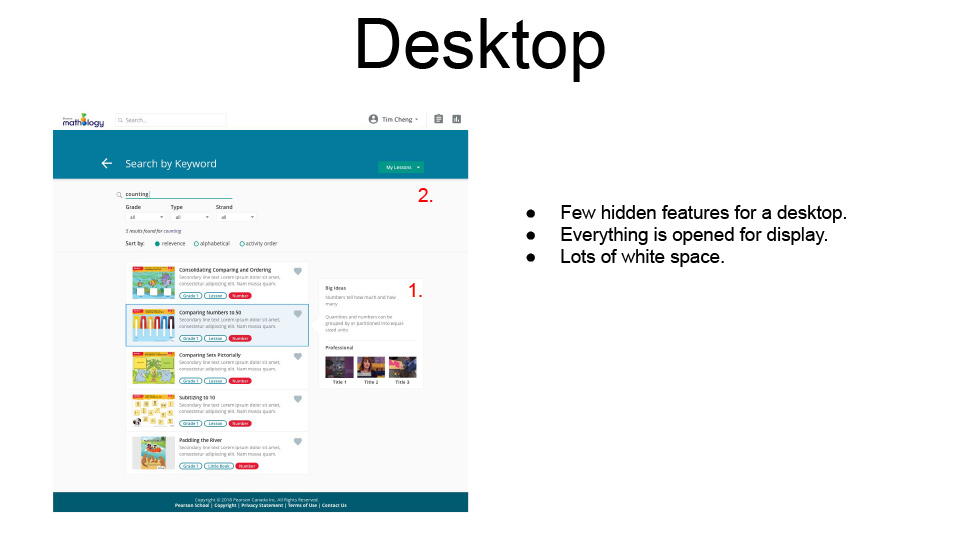 Desktop
Pearson
mathology
Search...
Tim Cheng
Search by Keyword
My Lessons
counting
2.
Grade Type Strand
all all all
5 results found for counting
Sort by: relevence alphabetical activity order
Consolidating Comparing and Ordering
Secondary line text Lorem ipsum dolor sit amet,
consectetur adipiscing elit. Nam massa quam.
Grade 1 Lesson Number
Comparing Numbers to 50
Secondary line text Lorem ipsum dolor sit amet,
consectetur adipiscing elit. Nam massa quam.
Grade 1 Lesson Number
Comparing Sets Pictorially
Secondary line text Lorem ipsum dolor sit amet,
consectetur adipiscing elit. Nam massa quam.
Grade 1 Lesson Number
Subitizing to 10
Secondary line text Lorem ipsum dolor sit amet,
consectetur adipiscing elit. Nam massa quam.
Grade 1 Lesson Number
Paddling the River
Secondary line text Lorem ipsum dolor sit amet,
consectetur adipiscing elit. Nam massa quam.
Grade 1 Little Book Number
1.
Big Ideas
Numbers tell how much and how
many
Quantities and numbers can be
grouped by or partitioned into equal-
sized units
Professional
Title 1 Title 2 Title 3
Copyright © 2018 Pearson Canada Inc. All Rights Reserved.
Pearson School | Copyright | Privacy Statement | Terms of Use | Contact Us
● Few hidden features for a desktop.
● Everything is opened for display.
● Lots of white space.